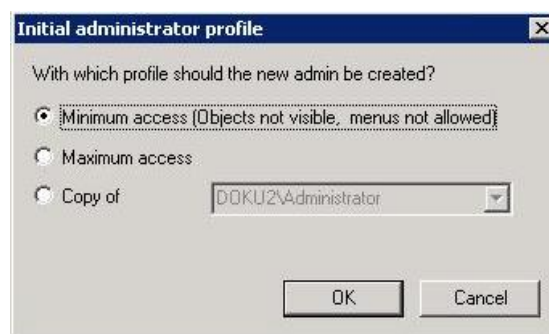 Initial administrator profile
With which profile should the new admin be created?
Minimum access (Objects not visible, menus not allowed)
Maximum access
Copy of DOKU2\Administrator
OK Cancel